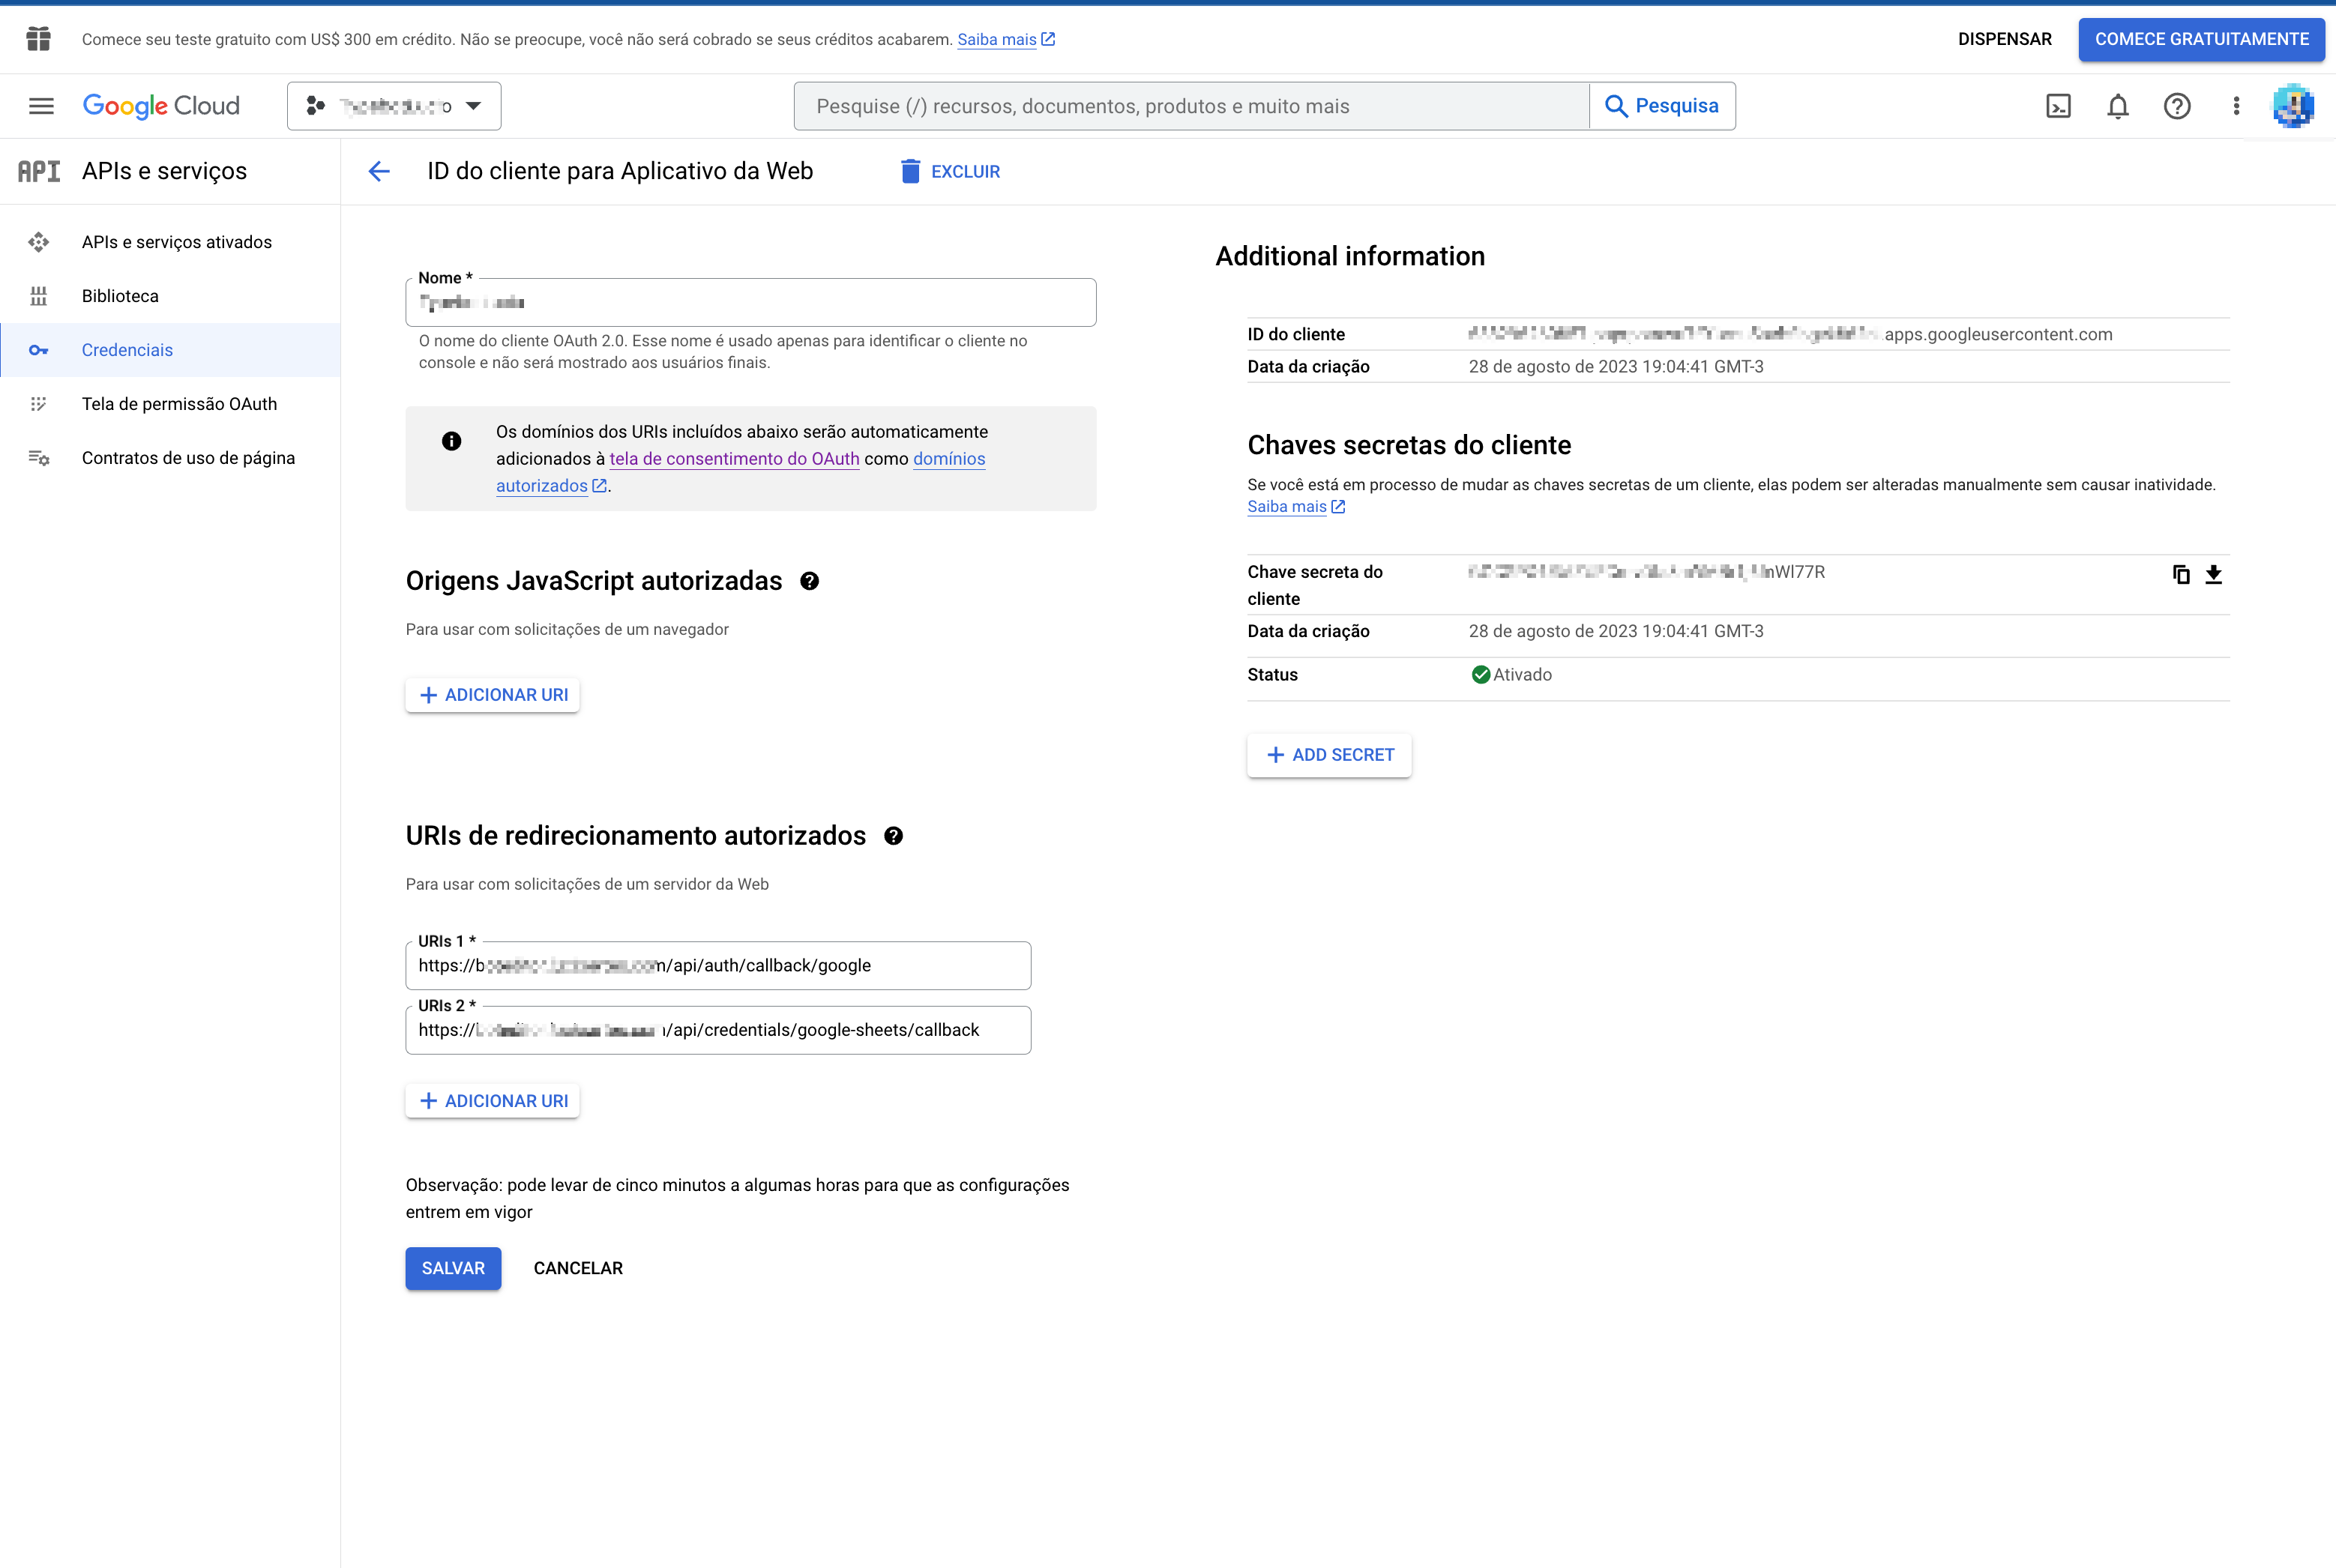 Comece seu teste gratuito com US$ 300 em crédito. Não se preocupe, você não será cobrado se seus créditos acabarem. Saiba mais
DISPENSAR
COMECE GRATUITAMENTE
Google Cloud
Pesquise (/) recursos, documentos, produtos e muito mais
Pesquisa
API APIs e serviços
ID do cliente para Aplicativo da Web
EXCLUIR
APIs e serviços ativados
Biblioteca
Credenciais
Tela de permissão OAuth
Contratos de uso de página
Nome *
O nome do cliente OAuth 2.0. Esse nome é usado apenas para identificar o cliente no
console e não será mostrado aos usuários finais.
Os domínios dos URIs incluídos abaixo serão automaticamente
adicionados à tela de consentimento do OAuth como domínios
autorizados.
Origens JavaScript autorizadas
Para usar com solicitações de um navegador
+ ADICIONAR URI
URIs de redirecionamento autorizados
Para usar com solicitações de um servidor da Web
URIs 1 *
https://b m/api/auth/callback/google
URIs 2 *
https:// /api/credentials/google-sheets/callback
+ ADICIONAR URI
Observação: pode levar de cinco minutos a algumas horas para que as configurações
entrem em vigor
SALVAR
CANCELAR
Additional information
ID do cliente .apps.googleusercontent.com
Data da criação 28 de agosto de 2023 19:04:41 GMT-3
Chaves secretas do cliente
Se você está em processo de mudar as chaves secretas de um cliente, elas podem ser alteradas manualmente sem causar inatividade.
Saiba mais
Chave secreta do nWl77R
cliente
Data da criação 28 de agosto de 2023 19:04:41 GMT-3
Status Ativado
+ ADD SECRET